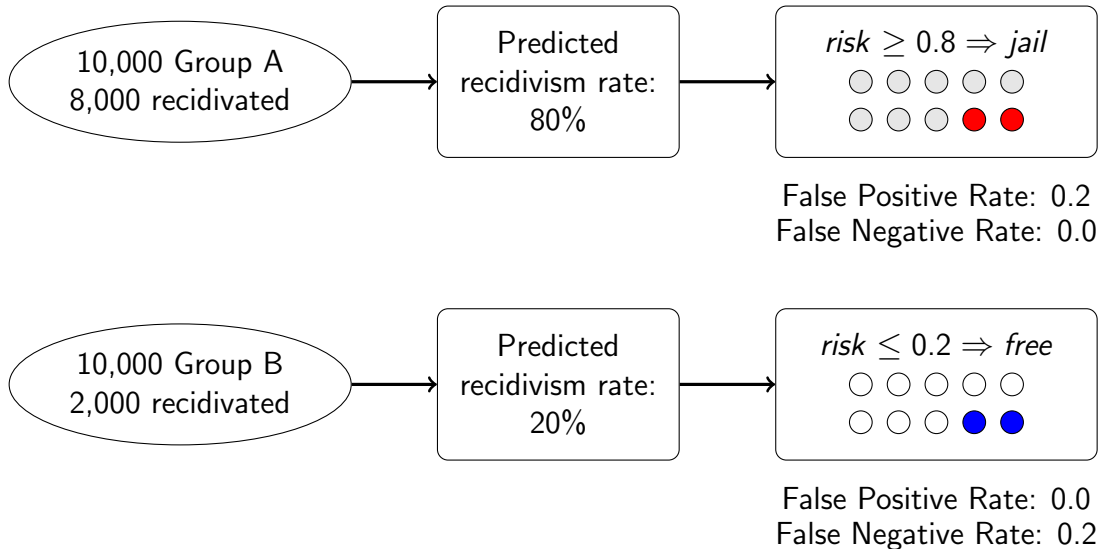 10,000 Group A
8,000 recidivated
Predicted
recidivism rate:
80%
risk ≥ 0.8 ⇒ jail
False Positive Rate: 0.2
False Negative Rate: 0.0
10,000 Group B
2,000 recidivated
Predicted
recidivism rate:
20%
risk ≤ 0.2 ⇒ free
False Positive Rate: 0.0
False Negative Rate: 0.2